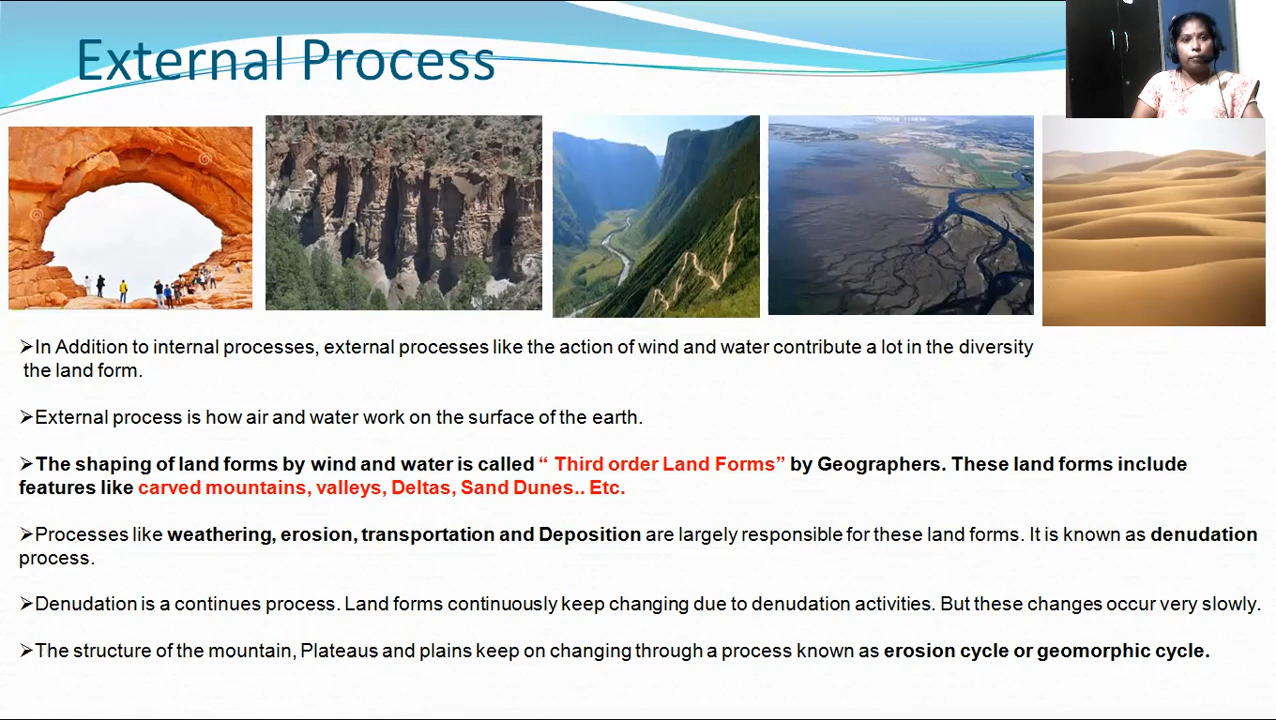 External Process
➢In Addition to internal processes, external processes like the action of wind and water contribute a lot in the diversity
the land form.
➢External process is how air and water work on the surface of the earth.
➢The shaping of land forms by wind and water is called “ Third order Land Forms” by Geographers. These land forms include
features like carved mountains, valleys, Deltas, Sand Dunes.. Etc.
➢Processes like weathering, erosion, transportation and Deposition are largely responsible for these land forms. It is known as denudation
process.
➢Denudation is a continues process. Land forms continuously keep changing due to denudation activities. But these changes occur very slowly.
➢The structure of the mountain, Plateaus and plains keep on changing through a process known as erosion cycle or geomorphic cycle.